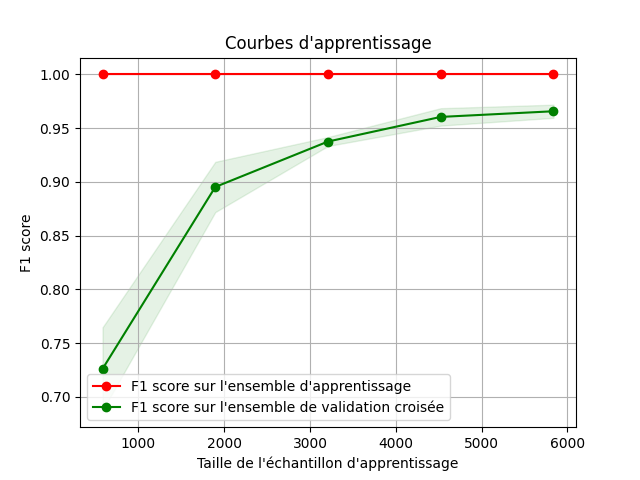 Courbes d'apprentissage
1.00
0.95
0.90
0.85
0.80
0.75
0.70
F1 score
F1 score sur l'ensemble d'apprentissage
F1 score sur l'ensemble de validation croisée
1000 2000 3000 4000 5000 6000
Taille de l'échantillon d'apprentissage